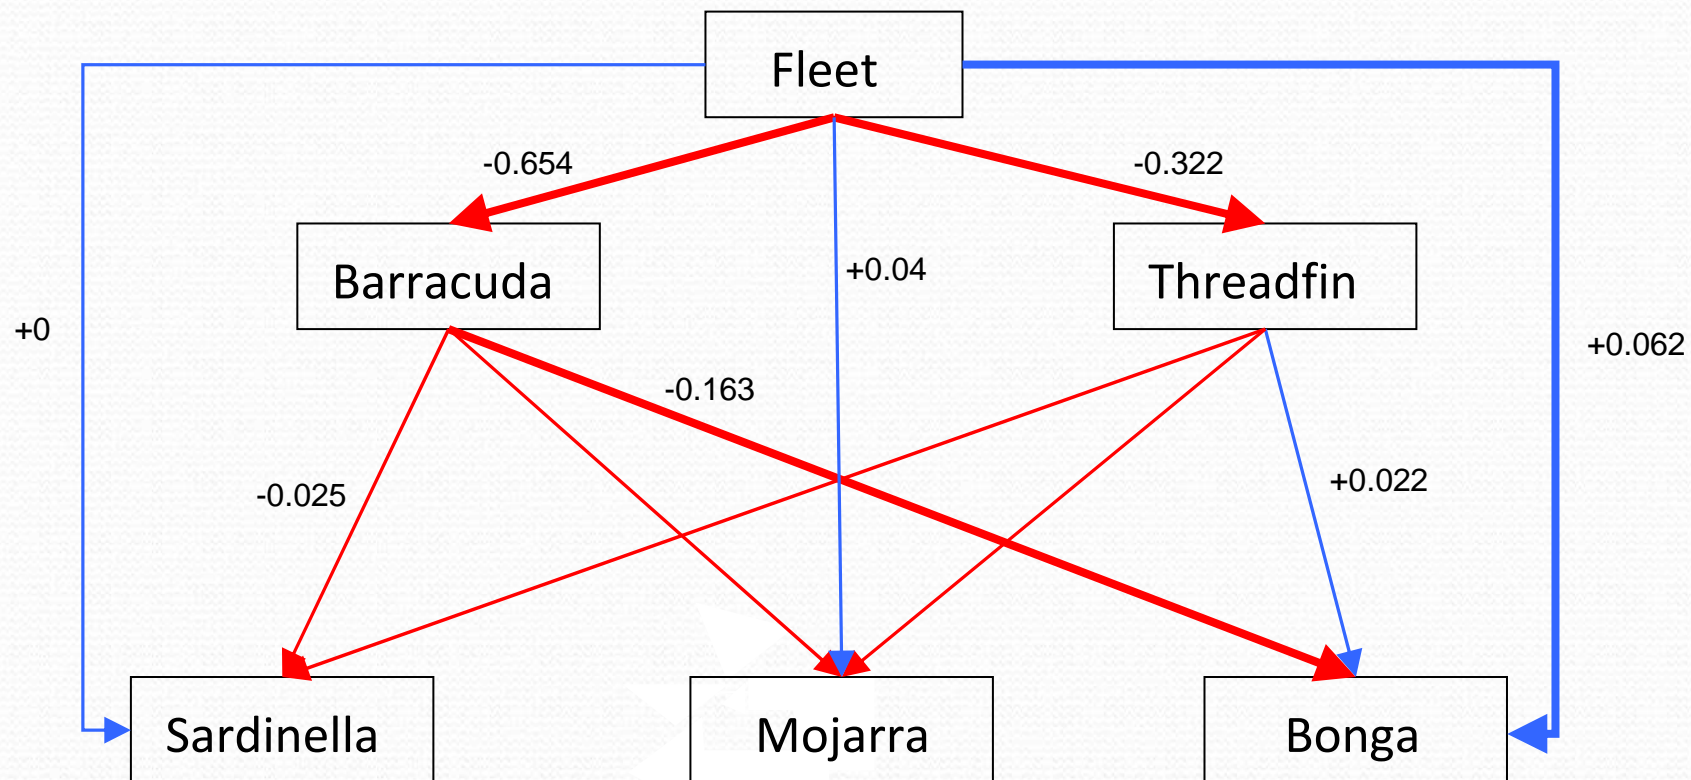 Fleet
-0.654
-0.322
Barracuda
+0.04
Threadfin
+0
+0.062
-0.163
-0.025
+0.022
Sardinella
Mojarra
Bonga